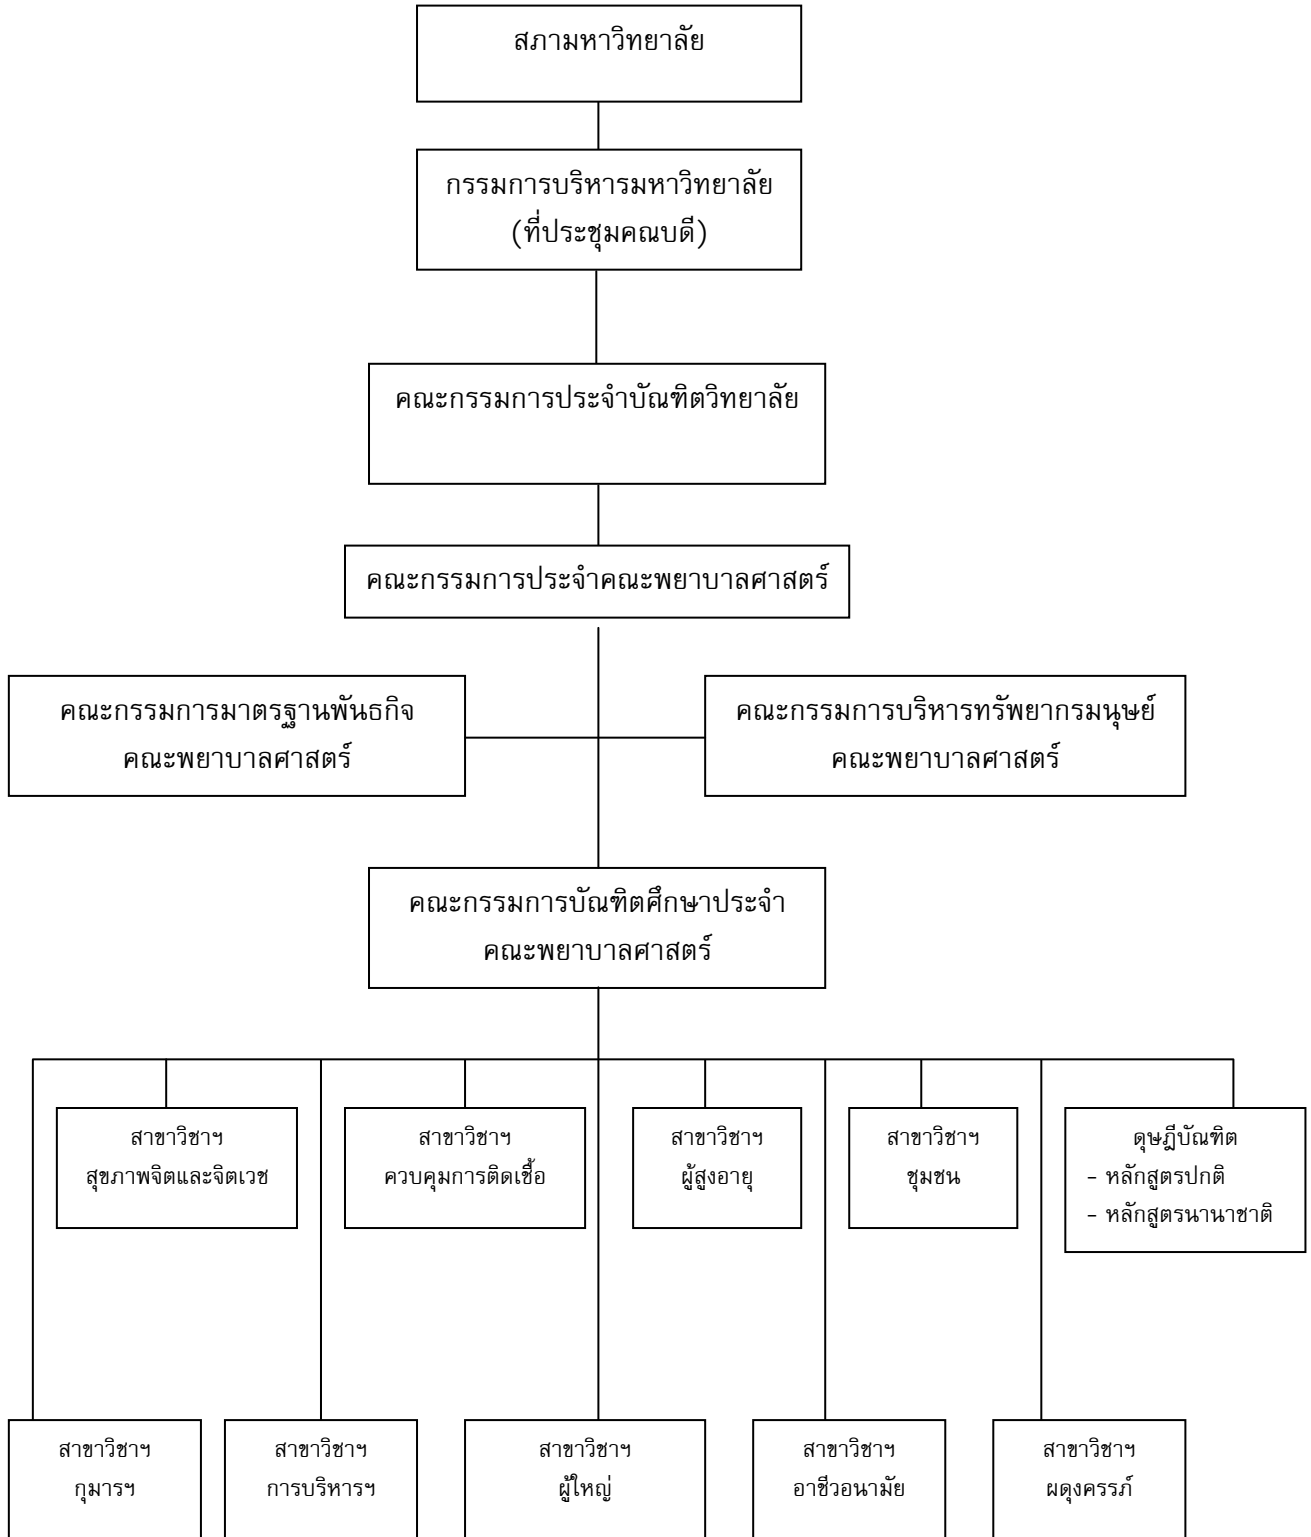 สภามหาวิทยาลัย
กรรมการบริหารมหาวิทยาลัย
(ที่ประชุมคณบดี)
คณะกรรมการประจำบัณฑิตวิทยาลัย
คณะกรรมการประจำคณะพยาบาลศาสตร์
คณะกรรมการมาตรฐานพันธกิจ
คณะพยาบาลศาสตร์
คณะกรรมการบริหารทรัพยากรมนุษย์
คณะพยาบาลศาสตร์
คณะกรรมการบัณฑิตศึกษาประจำ
คณะพยาบาลศาสตร์
สาขาวิชาฯ
สุขภาพจิตและจิตเวช
สาขาวิชาฯ
ควบคุมการติดเชื้อ
สาขาวิชาฯ
ผู้สูงอายุ
สาขาวิชาฯ
ชุมชน
ดุษฎีบัณฑิต
- หลักสูตรปกติ
- หลักสูตรนานาชาติ
สาขาวิชาฯ
กุมารฯ
สาขาวิชาฯ
การบริหารฯ
สาขาวิชาฯ
ผู้ใหญ่
สาขาวิชาฯ
อาชีวอนามัย
สาขาวิชาฯ
ผดุงครรภ์